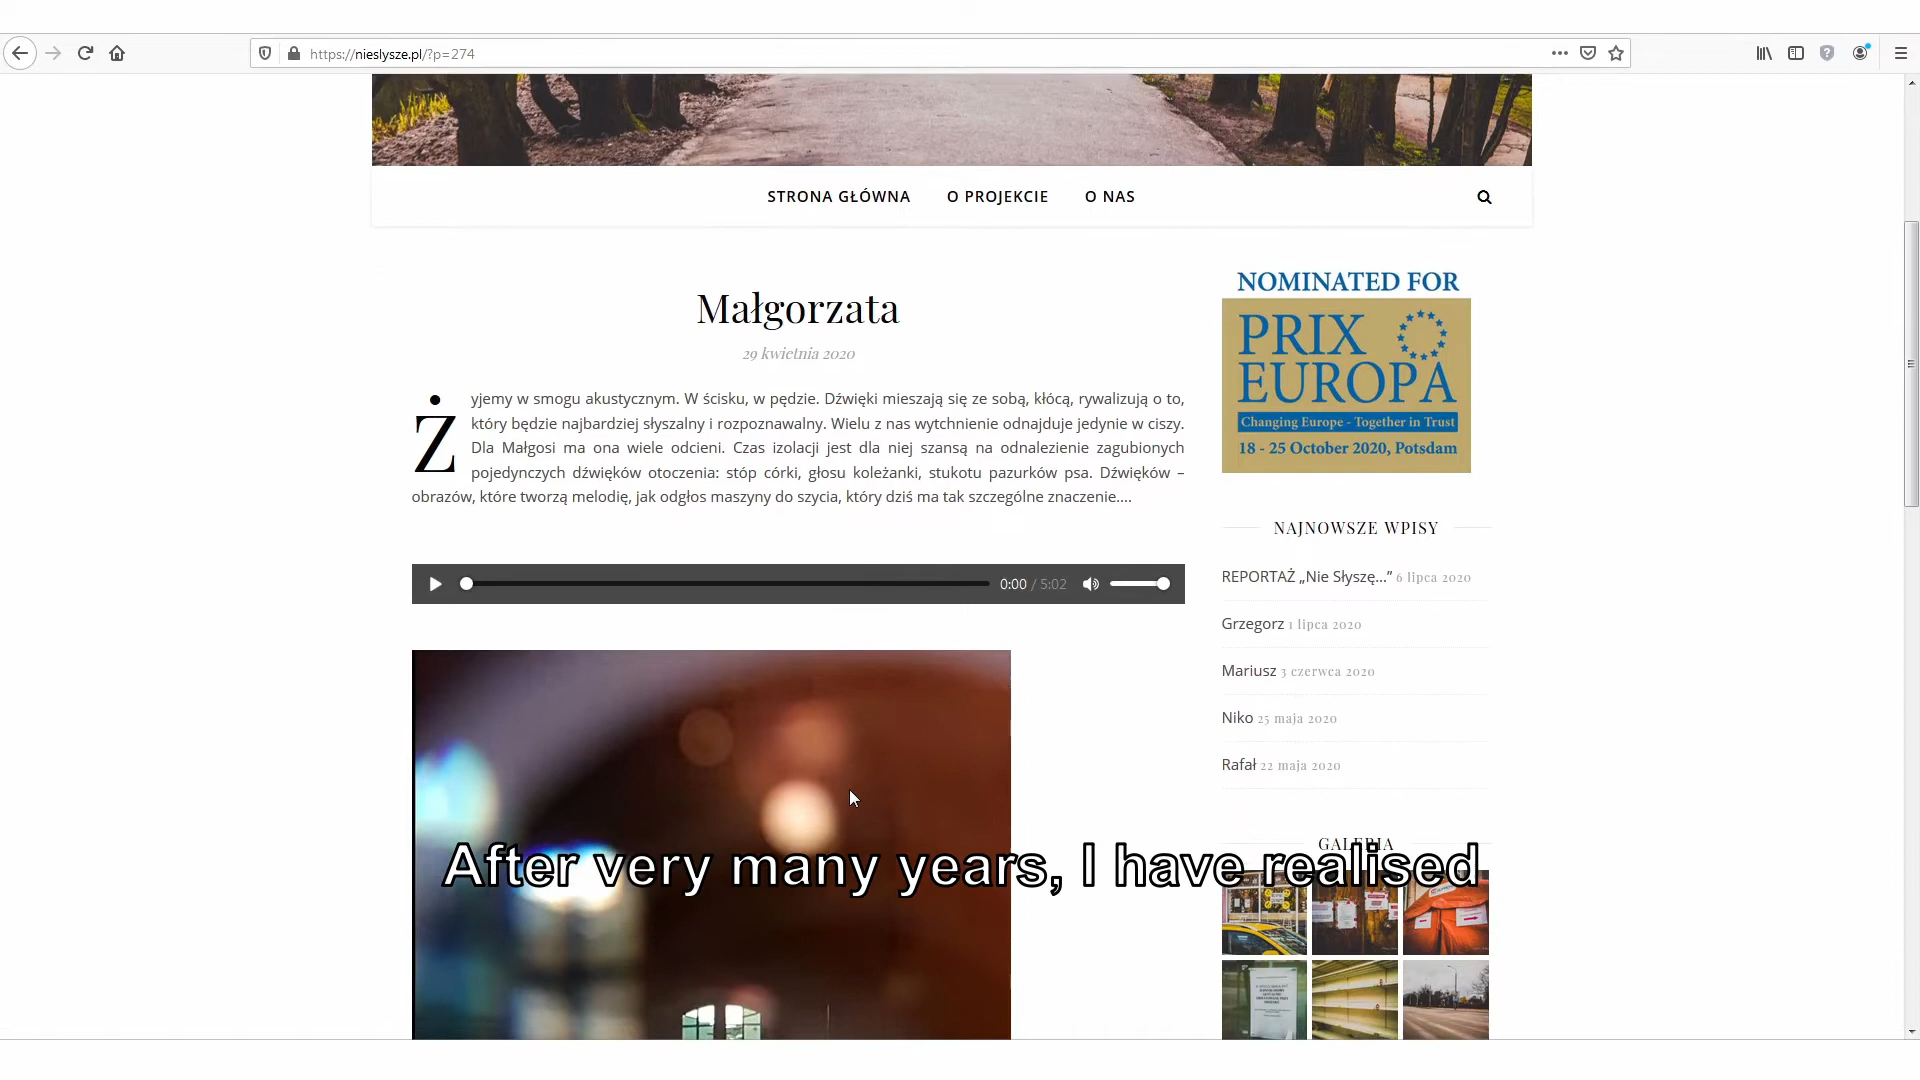 https://nieslysze.pl/?p=274
STRONA GŁÓWNA
O PROJEKCIE
O NAS
Małgorzata
29 kwietnia 2020
Żyjemy w smogu akustycznym. W ścisku, w pędzie. Dźwięki mieszają się ze sobą, kłócą, rywalizują o to,
który będzie najbardziej słyszalny i rozpoznawalny. Wielu z nas wytchnienie odnajduje jedynie w ciszy.
Dla Małgosi ma ona wiele odcieni. Czas izolacji jest dla niej szansą na odnalezienie zagubionych
pojedynczych dźwięków otoczenia: stóp córki, głosu koleżanki, stukotu pazurków psa. Dźwięków –
obrazów, które tworzą melodię, jak odgłos maszyny do szycia, który dziś ma tak szczególne znaczenie....
0:00 / 5:02
After very many years, I have realised
NOMINATED FOR
PRIX
EUROPA
Changing Europe - Together in Trust
18 - 25 October 2020, Potsdam
NAJNOWSZE WPISY
REPORTAŻ „Nie Słyszę...” 6 lipca 2020
Grzegorz 1 lipca 2020
Mariusz 3 czerwca 2020
Niko 25 maja 2020
Rafał 22 maja 2020
GALERIA